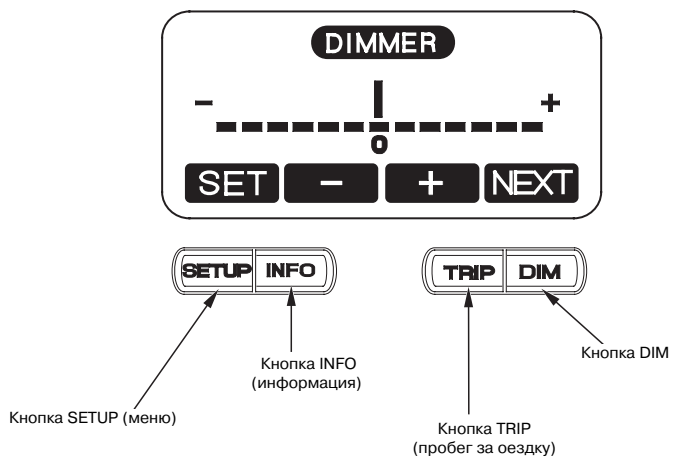 DIMMER
- +
0
SET - + NEXT
SETUP INFO TRIP DIM
Кнопка INFO
(информация)
Кнопка DIM
Кнопка SETUP (меню)
Кнопка TRIP
(пробег за оездку)